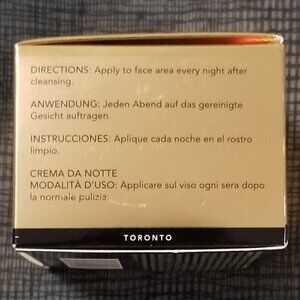 DIRECTIONS: Apply to face area every night after
cleansing.
ANWENDUNG: Jeden Abend auf das gereinigte
Gesicht auftragen.
INSTRUCCIONES: Aplique cada noche en el rostro
limpio.
CREMA DA NOTTE
MODALITÀ D'USO: Applicare sul viso ogni sera dopo
la normale pulizia.
TORONTO